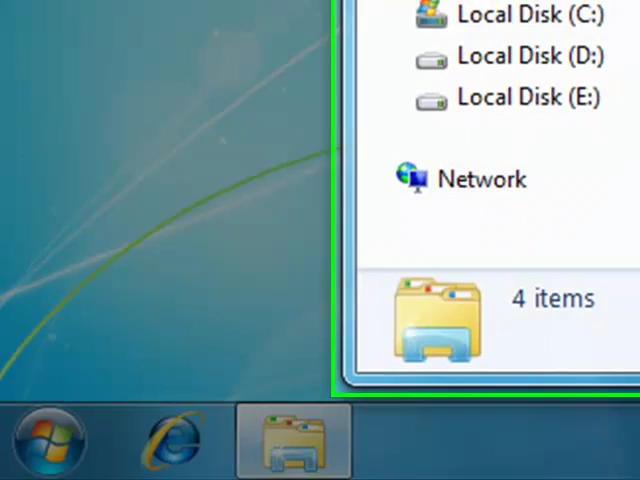 Local Disk (C:)
Local Disk (D:)
Local Disk (E:)
Network
4 items